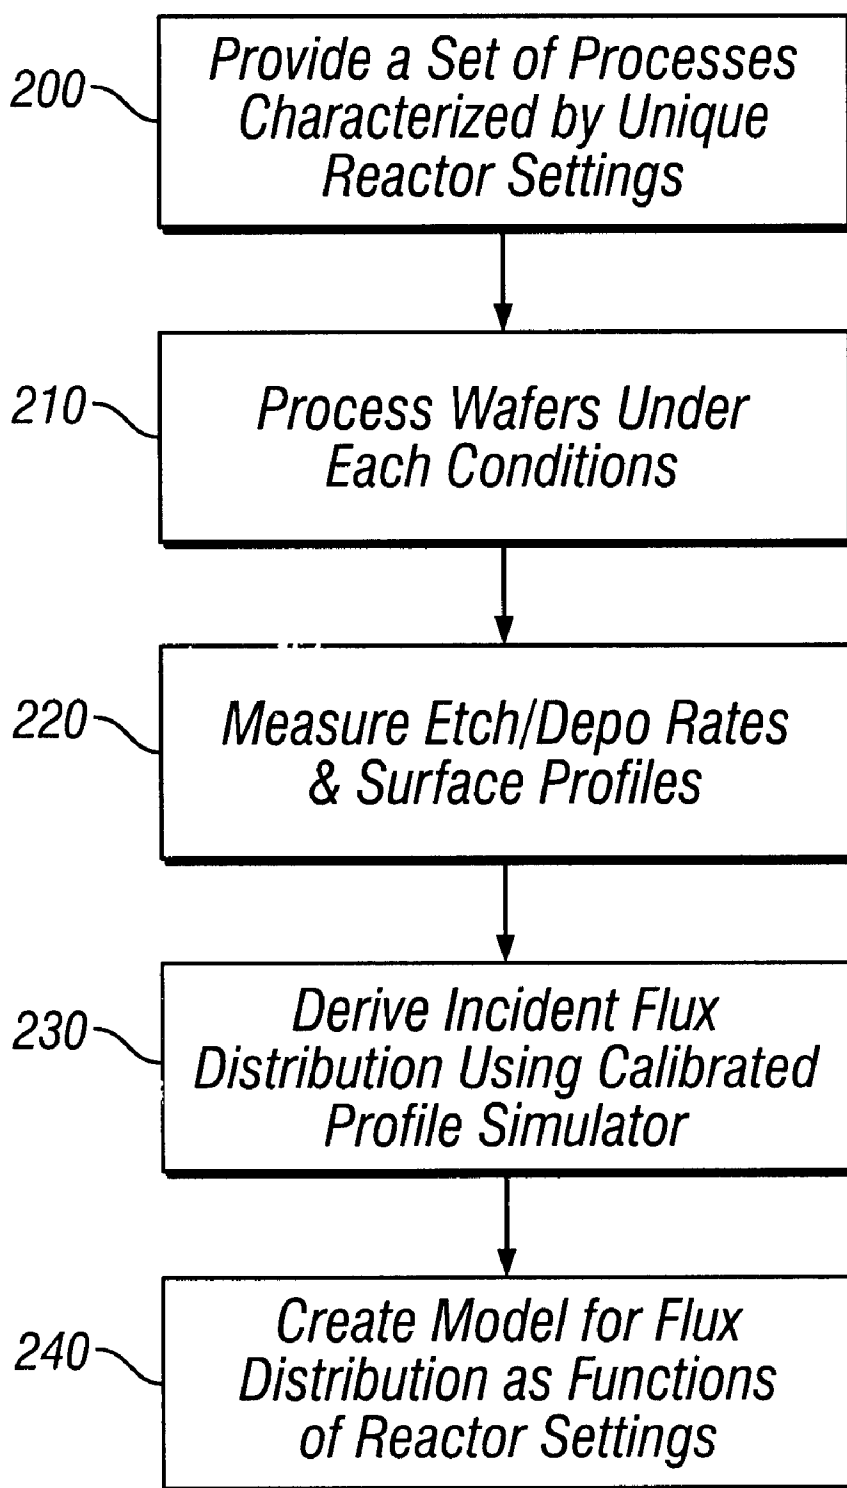 200
Provide a Set of Processes
Characterized by Unique
Reactor Settings
210
Process Wafers Under
Each Conditions
220
Measure Etch/Depo Rates
& Surface Profiles
230
Derive Incident Flux
Distribution Using Calibrated
Profile Simulator
240
Create Model for Flux
Distribution as Functions
of Reactor Settings